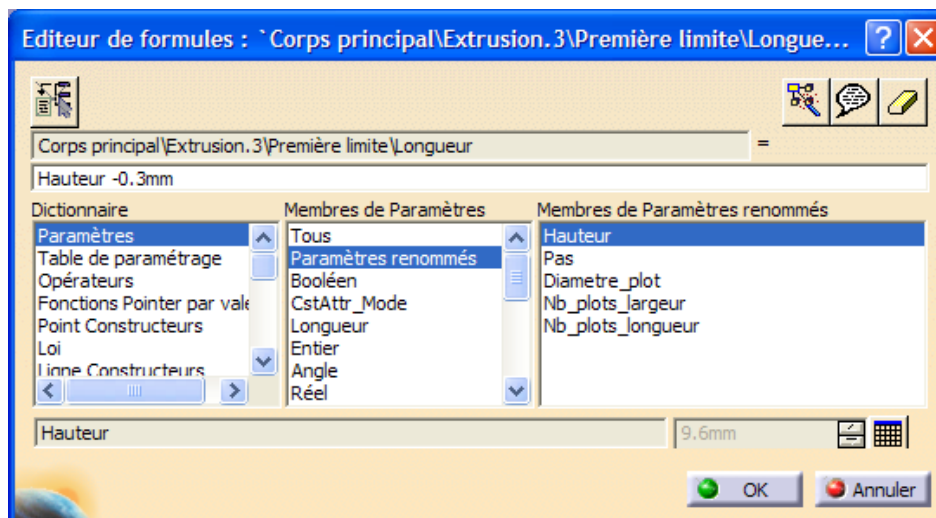 Editeur de formules : `Corps principal\Extrusion.3\Première limite\Longue...
Corps principal\Extrusion.3\Première limite\Longueur =
Hauteur -0.3mm
Dictionnaire
Paramètres
Table de paramétrage
Opérateurs
Fonctions Pointer par vale
Point Constructeurs
Loi
Ligne Constructeurs
Membres de Paramètres
Tous
Paramètres renommés
Booléen
CstAttr_Mode
Longueur
Entier
Angle
Réel
Membres de Paramètres renommés
Hauteur
Pas
Diametre_plot
Nb_plots_largeur
Nb_plots_longueur
Hauteur 9.6mm
OK Annuler